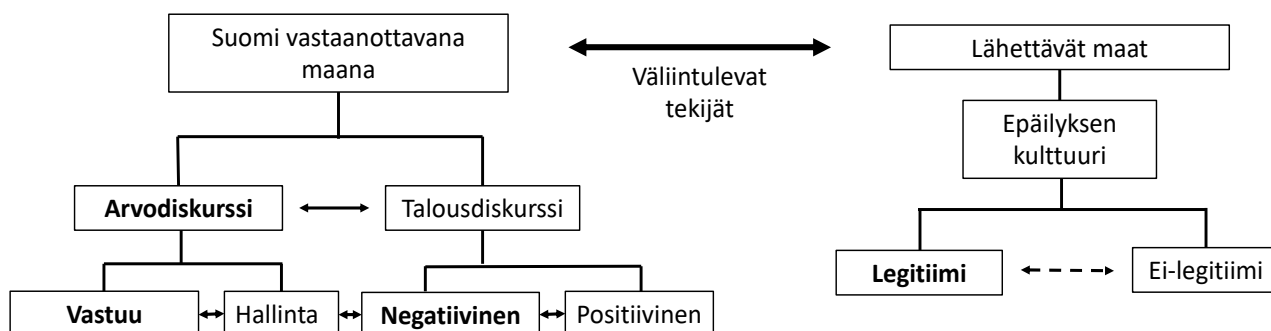 Suomi vastaanottavana
maana
Väliintulevat
tekijät
Lähettävät maat
Epäilyksen
kulttuuri
Arvodiskurssi
Talousdiskurssi
Legitiimi
Ei-legitiimi
Vastuu
Hallinta
Negatiivinen
Positiivinen